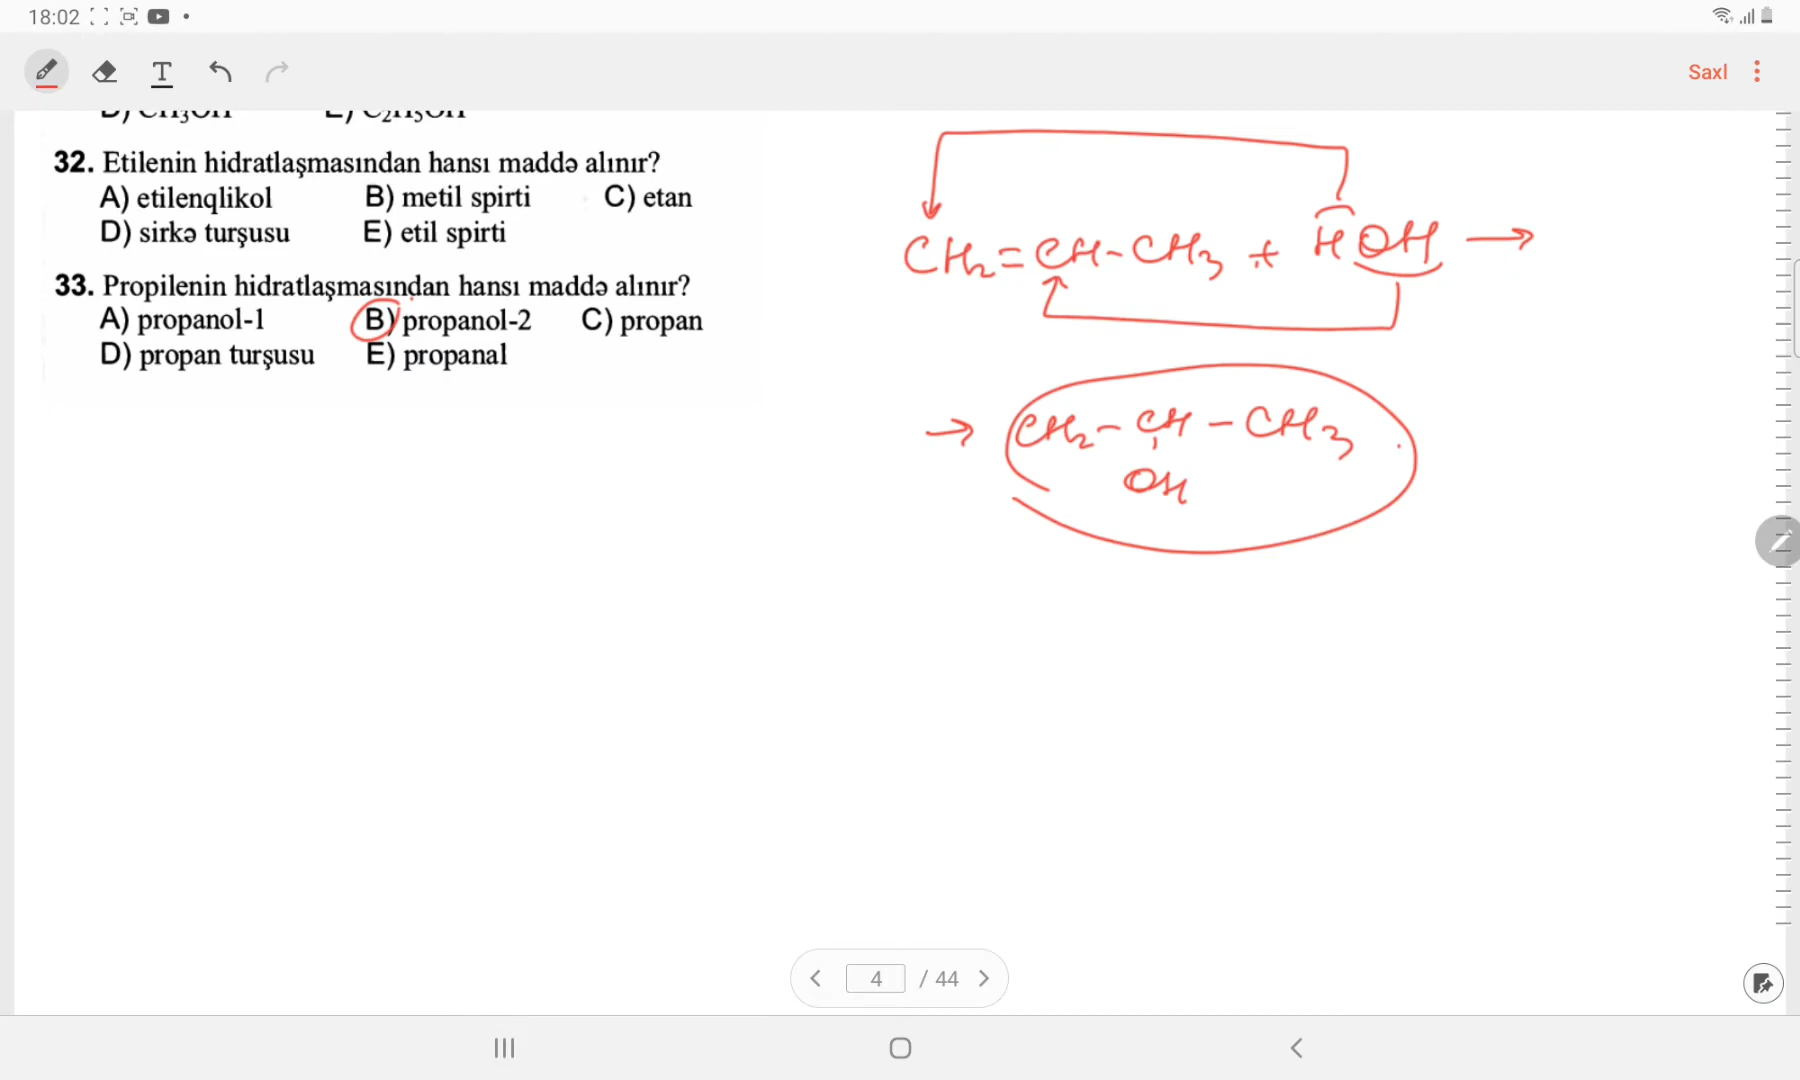 18:02
Saxl
D) CH₃OH E) C₂H₅OH
32. Etilenin hidratlaşmasından hansı maddə alınır?
A) etilenqlikol B) metil spirti C) etan
D) sirkə turşusu E) etil spirti
33. Propilenin hidratlaşmasından hansı maddə alınır?
A) propanol-1 B) propanol-2 C) propan
D) propan turşusu E) propanal
CH₂=CH-CH₃ + HOH →
→ CH₂-CH-CH₃
OH
4 / 44